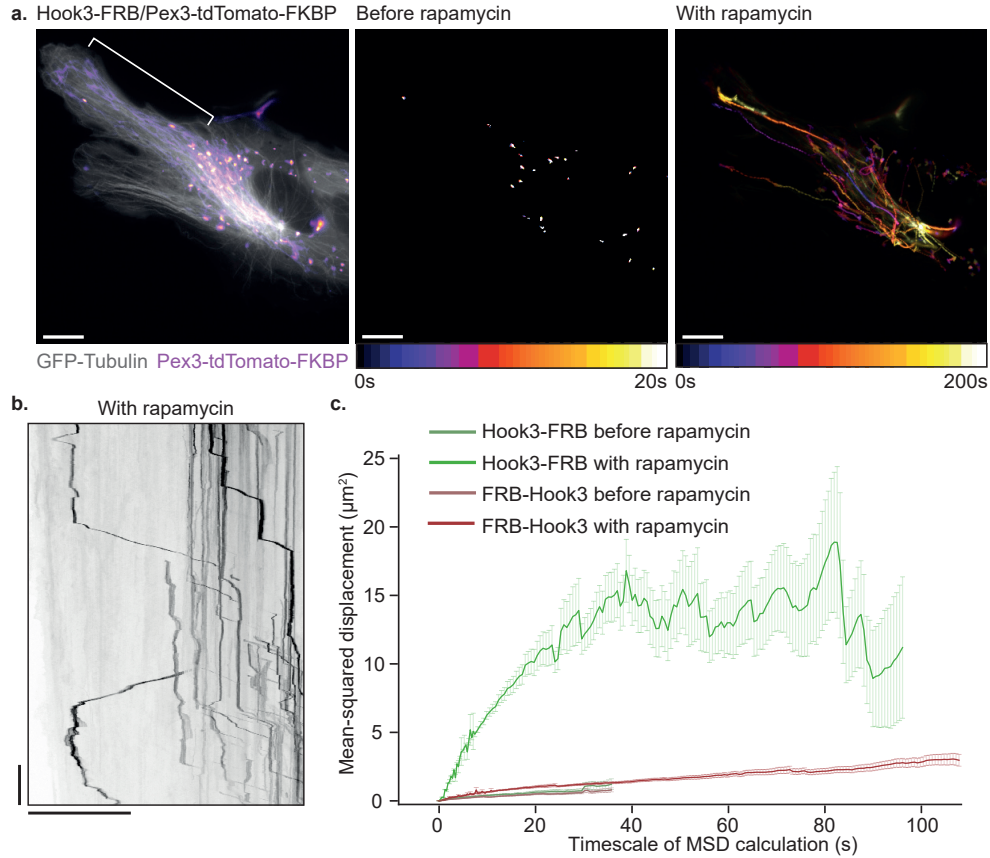 a. Hook3-FRB/Pex3-tdTomato-FKBP
Before rapamycin
With rapamycin
GFP-Tubulin Pex3-tdTomato-FKBP
0s 20s
0s 200s
b.
With rapamycin
c.
Hook3-FRB before rapamycin
Hook3-FRB with rapamycin
FRB-Hook3 before rapamycin
FRB-Hook3 with rapamycin
Mean-squared displacement (μm²)
25
20
15
10
5
0
0 20 40 60 80 100
Timescale of MSD calculation (s)